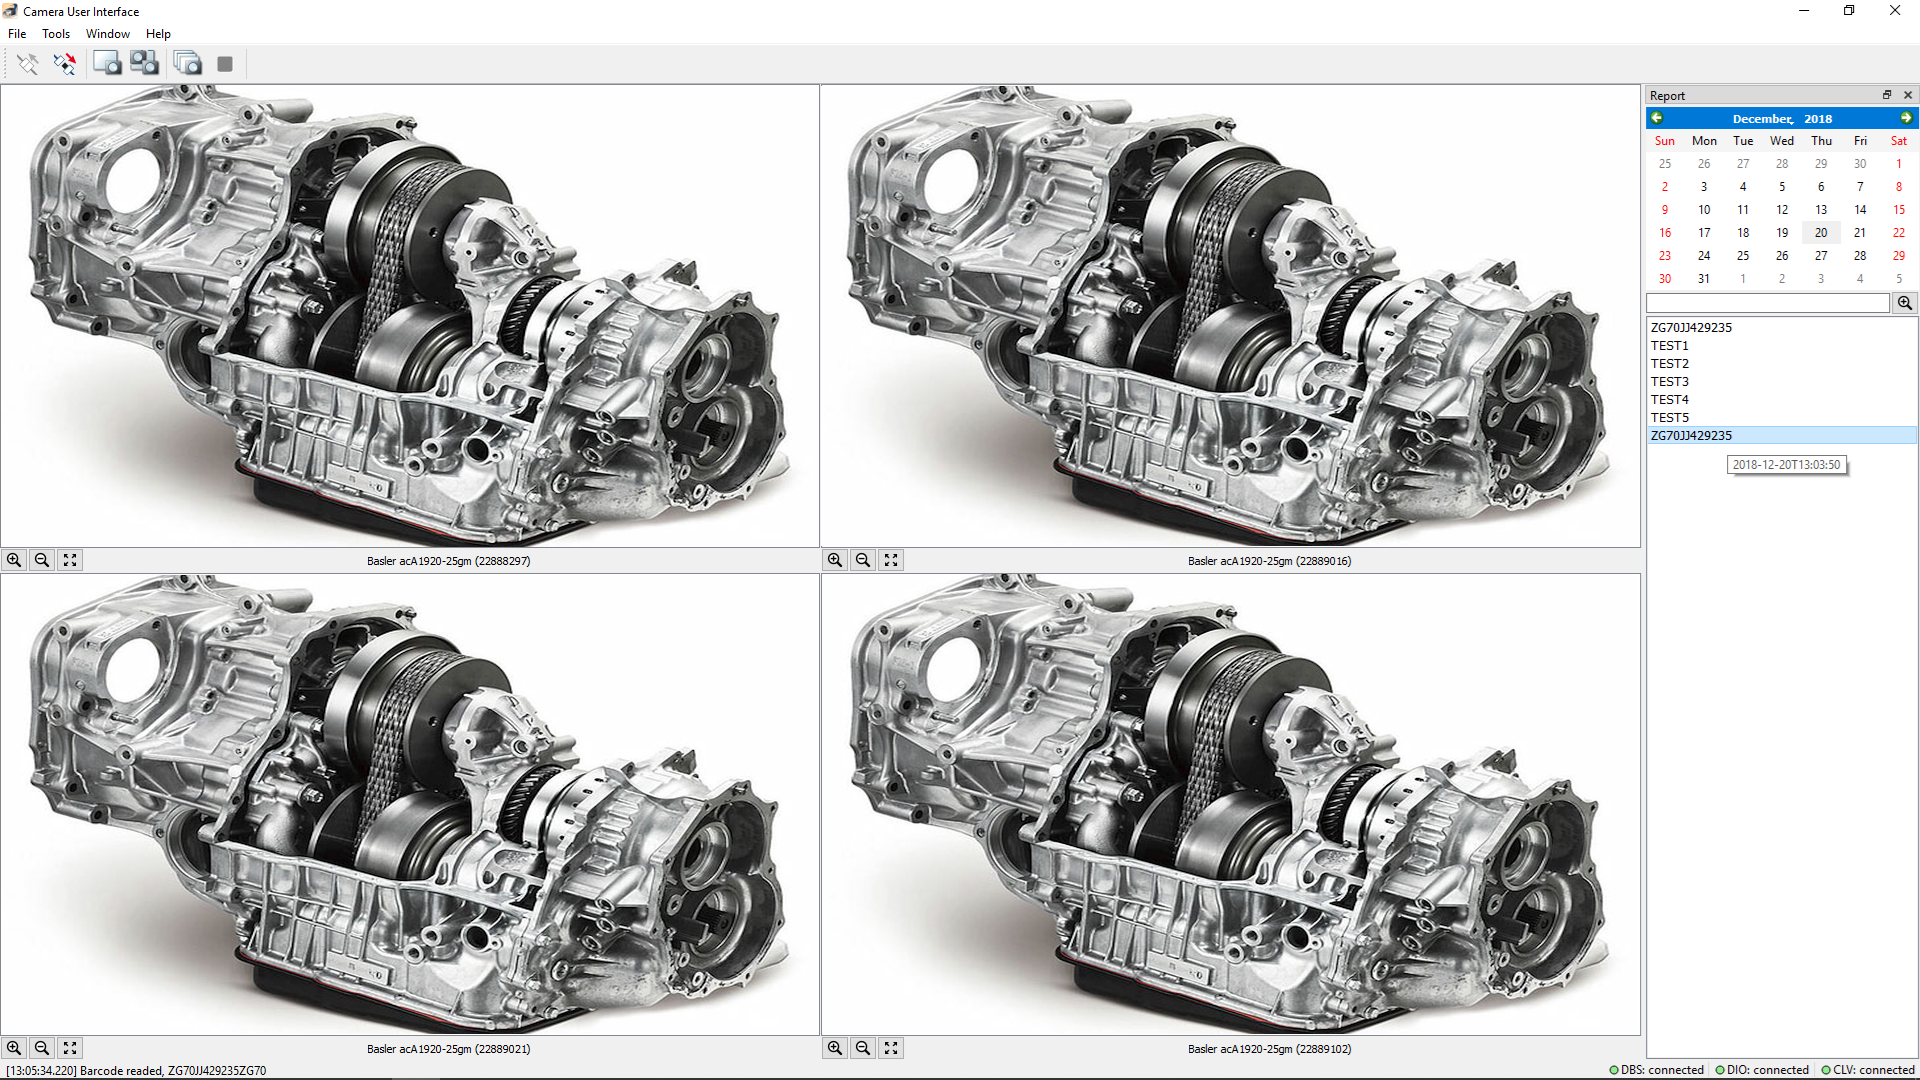 Camera User Interface
File Tools Window Help
Basler acA1920-25gm (22888297)
Basler acA1920-25gm (22889016)
Basler acA1920-25gm (22889021)
Basler acA1920-25gm (22889102)
Report
December, 2018
Sun Mon Tue Wed Thu Fri Sat
25 26 27 28 29 30 1
2 3 4 5 6 7 8
9 10 11 12 13 14 15
16 17 18 19 20 21 22
23 24 25 26 27 28 29
30 31 1 2 3 4 5
ZG70JJ429235
TEST1
TEST2
TEST3
TEST4
TEST5
ZG70JJ429235
2018-12-20T13:03:50
[13:05:34.220] Barcode readed, ZG70JJ429235ZG70
DBS: connected DIO: connected CLV: connected